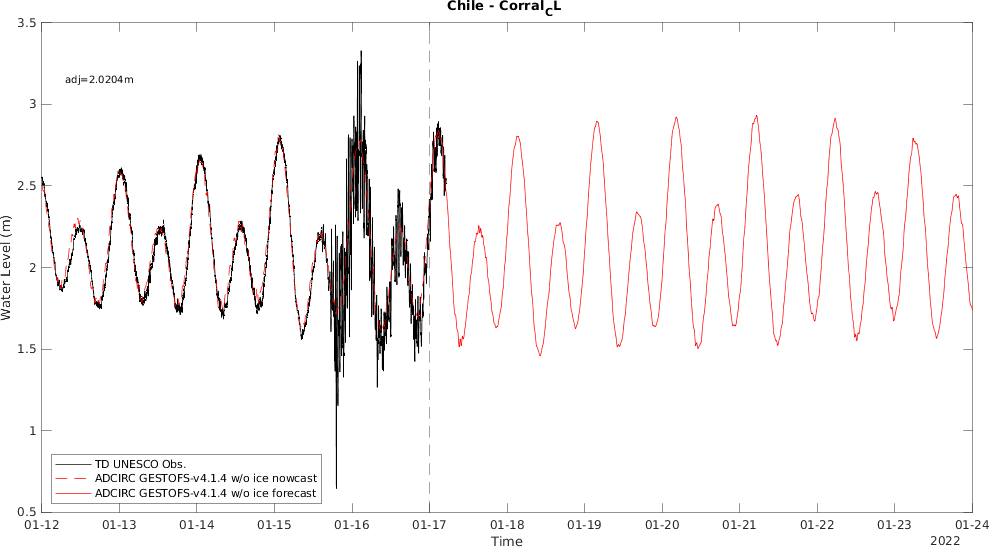 Chile - Corral_CL
adj=2.0204m
Water Level (m)
3.5
3
2.5
2
1.5
1
0.5
TD UNESCO Obs.
ADCIRC GESTOFS-v4.1.4 w/o ice nowcast
ADCIRC GESTOFS-v4.1.4 w/o ice forecast
01-12 01-13 01-14 01-15 01-16 01-17 01-18 01-19 01-20 01-21 01-22 01-23 01-24
Time
2022